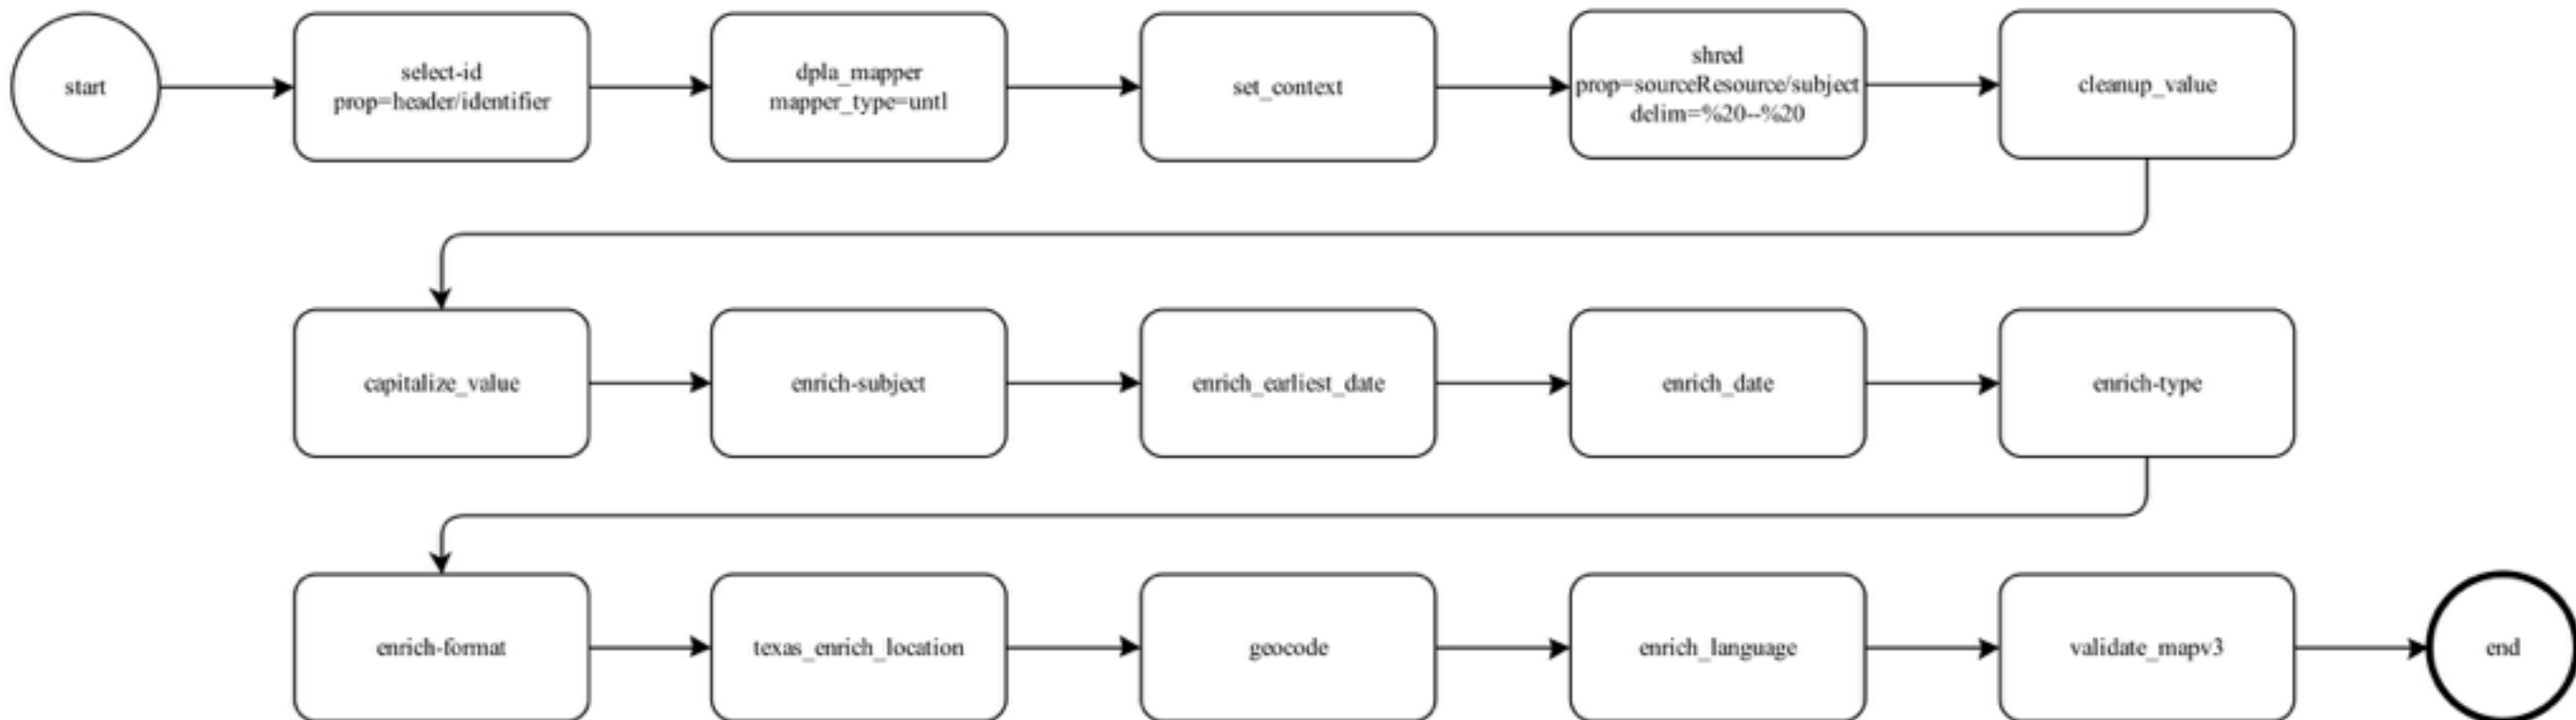 start
select-id
prop=header/identifier
dpla_mapper
mapper_type=untl
set_context
shred
prop=sourceResource/subject
delim=%20--%20
cleanup_value
capitalize_value
enrich-subject
enrich_earliest_date
enrich_date
enrich-type
enrich-format
texas_enrich_location
geocode
enrich_language
validate_mapv3
end